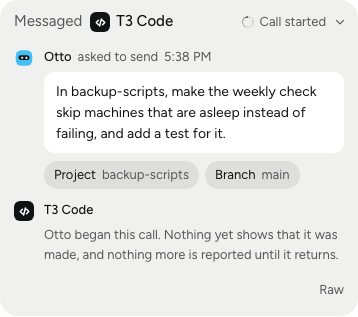 Messaged T3 Code Call started
Otto asked to send 5:38 PM
In backup-scripts, make the weekly check
skip machines that are asleep instead of
failing, and add a test for it.
Project backup-scripts Branch main
T3 Code
Otto began this call. Nothing yet shows that it was
made, and nothing more is reported until it returns.
Raw